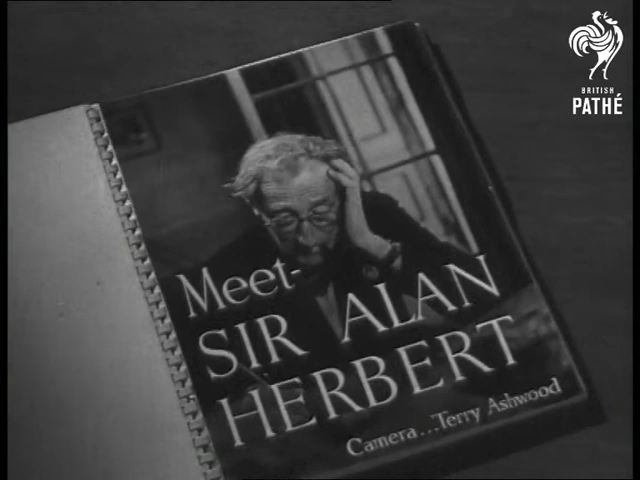 BRITISH
PATHÉ
Meet-
SIR ALAN
HERBERT
Camera... Terry Ashwood